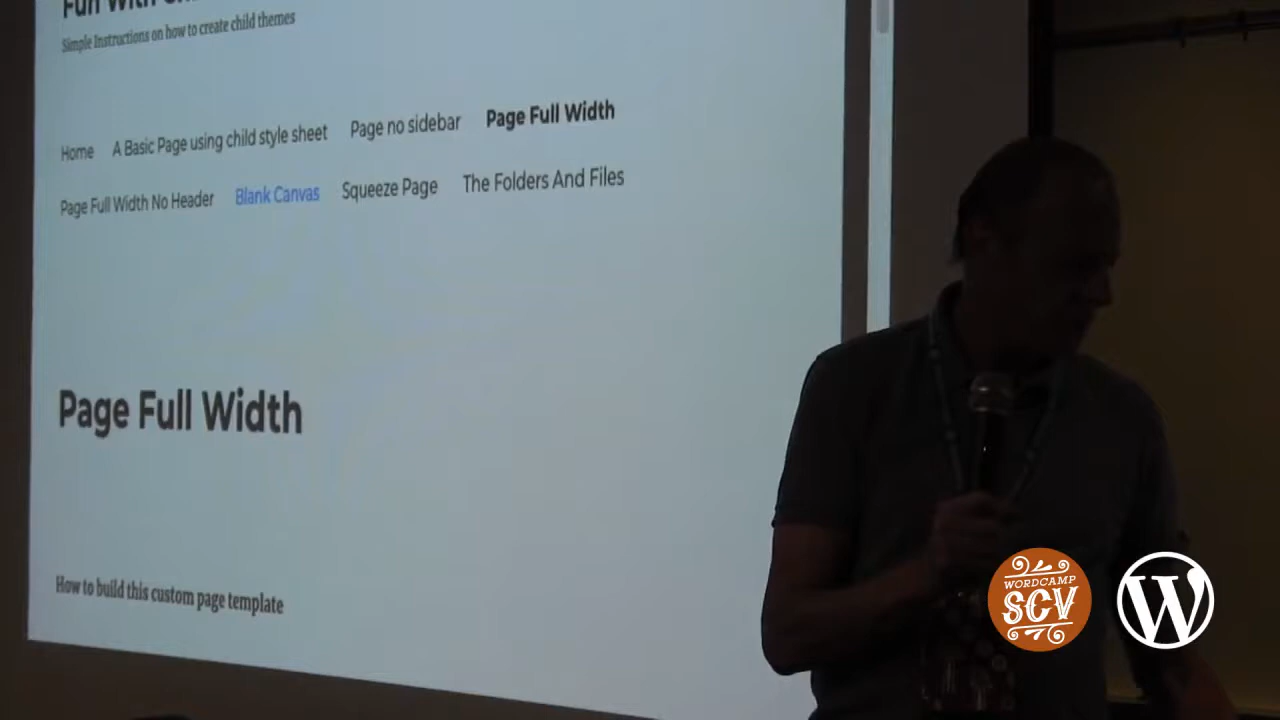 Fun With
Simple Instructions on how to create child themes
Home A Basic Page using child style sheet Page no sidebar Page Full Width
Page Full Width No Header Blank Canvas Squeeze Page The Folders And Files
Page Full Width
How to build this custom page template
WORDCAMP
SCV
W